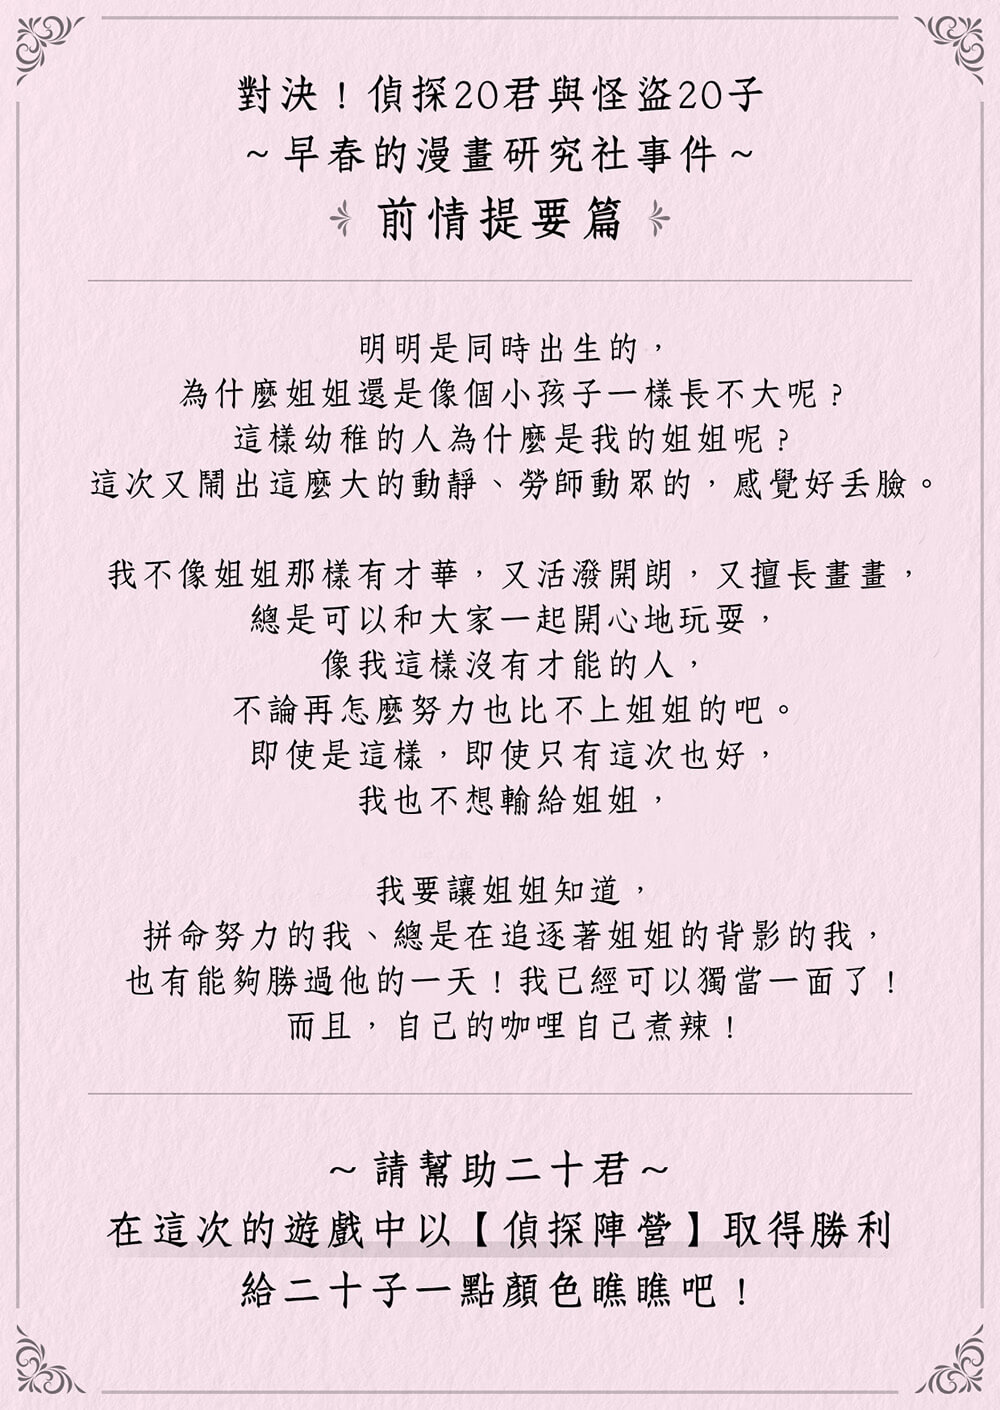 對決！偵探20君與怪盜20子
～早春的漫畫研究社事件～
前情提要篇
明明是同時出生的，
為什麼姐姐還是像個小孩子一樣長不大呢？
這樣幼稚的人為什麼是我的姐姐呢？
這次又鬧出這麼大的動靜、勞師動眾的，感覺好丟臉。
我不像姐姐那樣有才華，又活潑開朗，又擅長畫畫，
總是可以和大家一起開心地玩耍，
像我這樣沒有才能的人，
不論再怎麼努力也比不上姐姐的吧。
即使是這樣，即使只有這次也好，
我也不想輸給姐姐，
我要讓姐姐知道，
拼命努力的我、總是在追逐著姐姐的背影的我，
也有能夠勝過他的一天！我已經可以獨當一面了！
而且，自己的咖哩自己煮辣！
～請幫助二十君～
在這次的遊戲中以【偵探陣營】取得勝利
給二十子一點顏色瞧瞧吧！